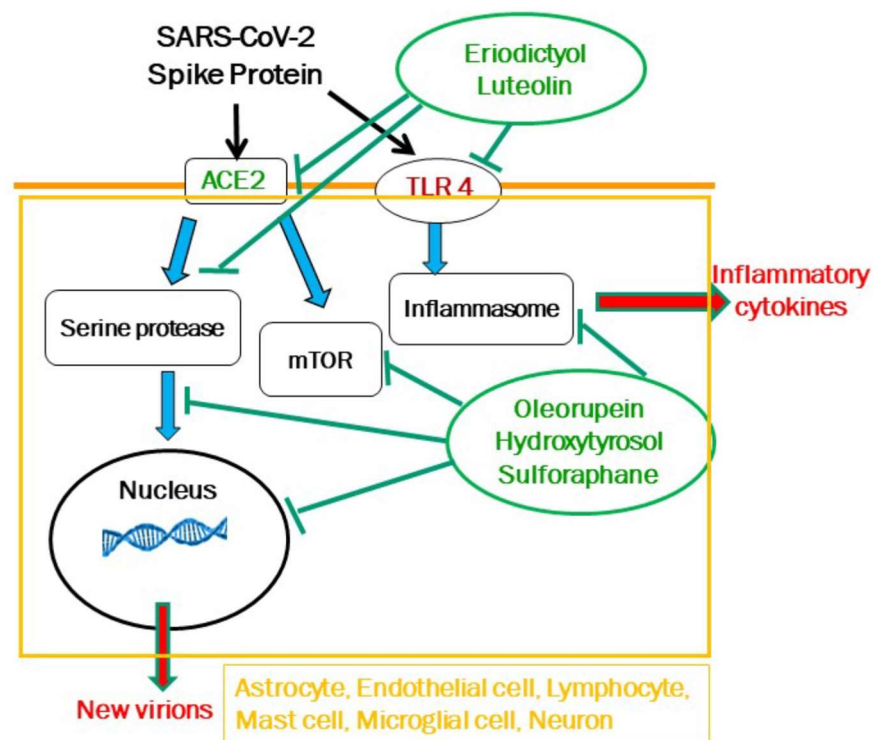 SARS-CoV-2
Spike Protein
Eriodictyol
Luteolin
ACE2
TLR 4
Inflammatory
cytokines
Inflammasome
Serine protease
mTOR
Oleorupein
Hydroxytyrosol
Sulforaphane
Nucleus
New virions
Astrocyte, Endothelial cell, Lymphocyte,
Mast cell, Microglial cell, Neuron